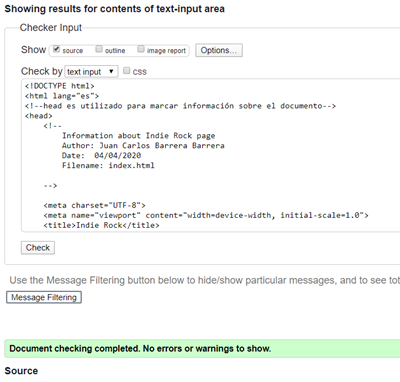 Showing results for contents of text-input area
Checker Input
Show source outline image report Options...
Check by text input css
<!DOCTYPE html>
<html lang="es">
<!--head es utilizado para marcar información sobre el documento-->
<head>
<!--
Information about Indie Rock page
Author: Juan Carlos Barrera Barrera
Date: 04/04/2020
Filename: index.html
-->
<meta charset="UTF-8">
<meta name="viewport" content="width=device-width, initial-scale=1.0">
<title>Indie Rock</title>
Check
Use the Message Filtering button below to hide/show particular messages, and to see tot
Message Filtering
Document checking completed. No errors or warnings to show.
Source